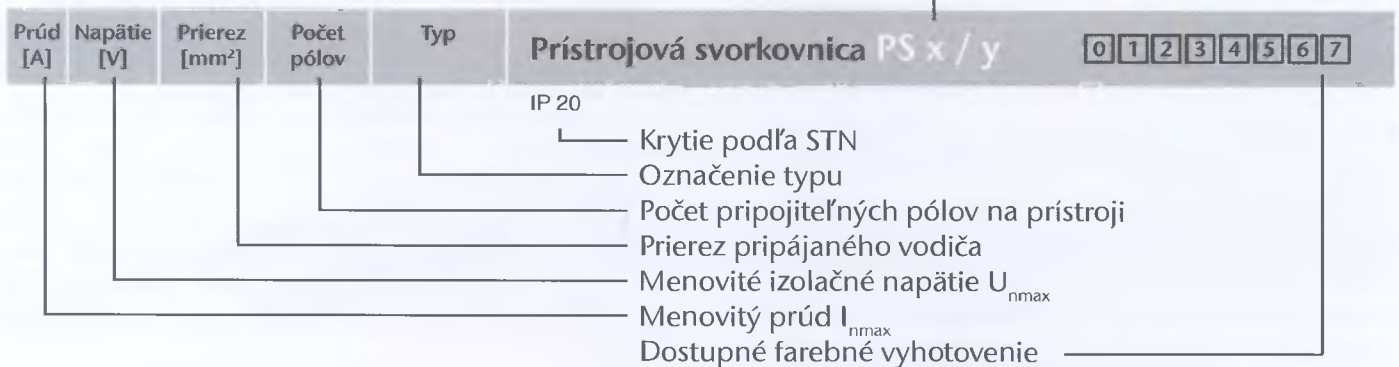 Prúd Napätie Prierez Počet Typ Prístrojová svorkovnica PS x / y 0 1 2 3 4 5 6 7
[A] [V] [mm²] pólov
IP 20
Krytie podľa STN
Označenie typu
Počet pripojiteľných pólov na prístroji
Prierez pripájaného vodiča
Menovité izolačné napätie U nmax
Menovitý prúd I nmax
Dostupné farebné vyhotovenie